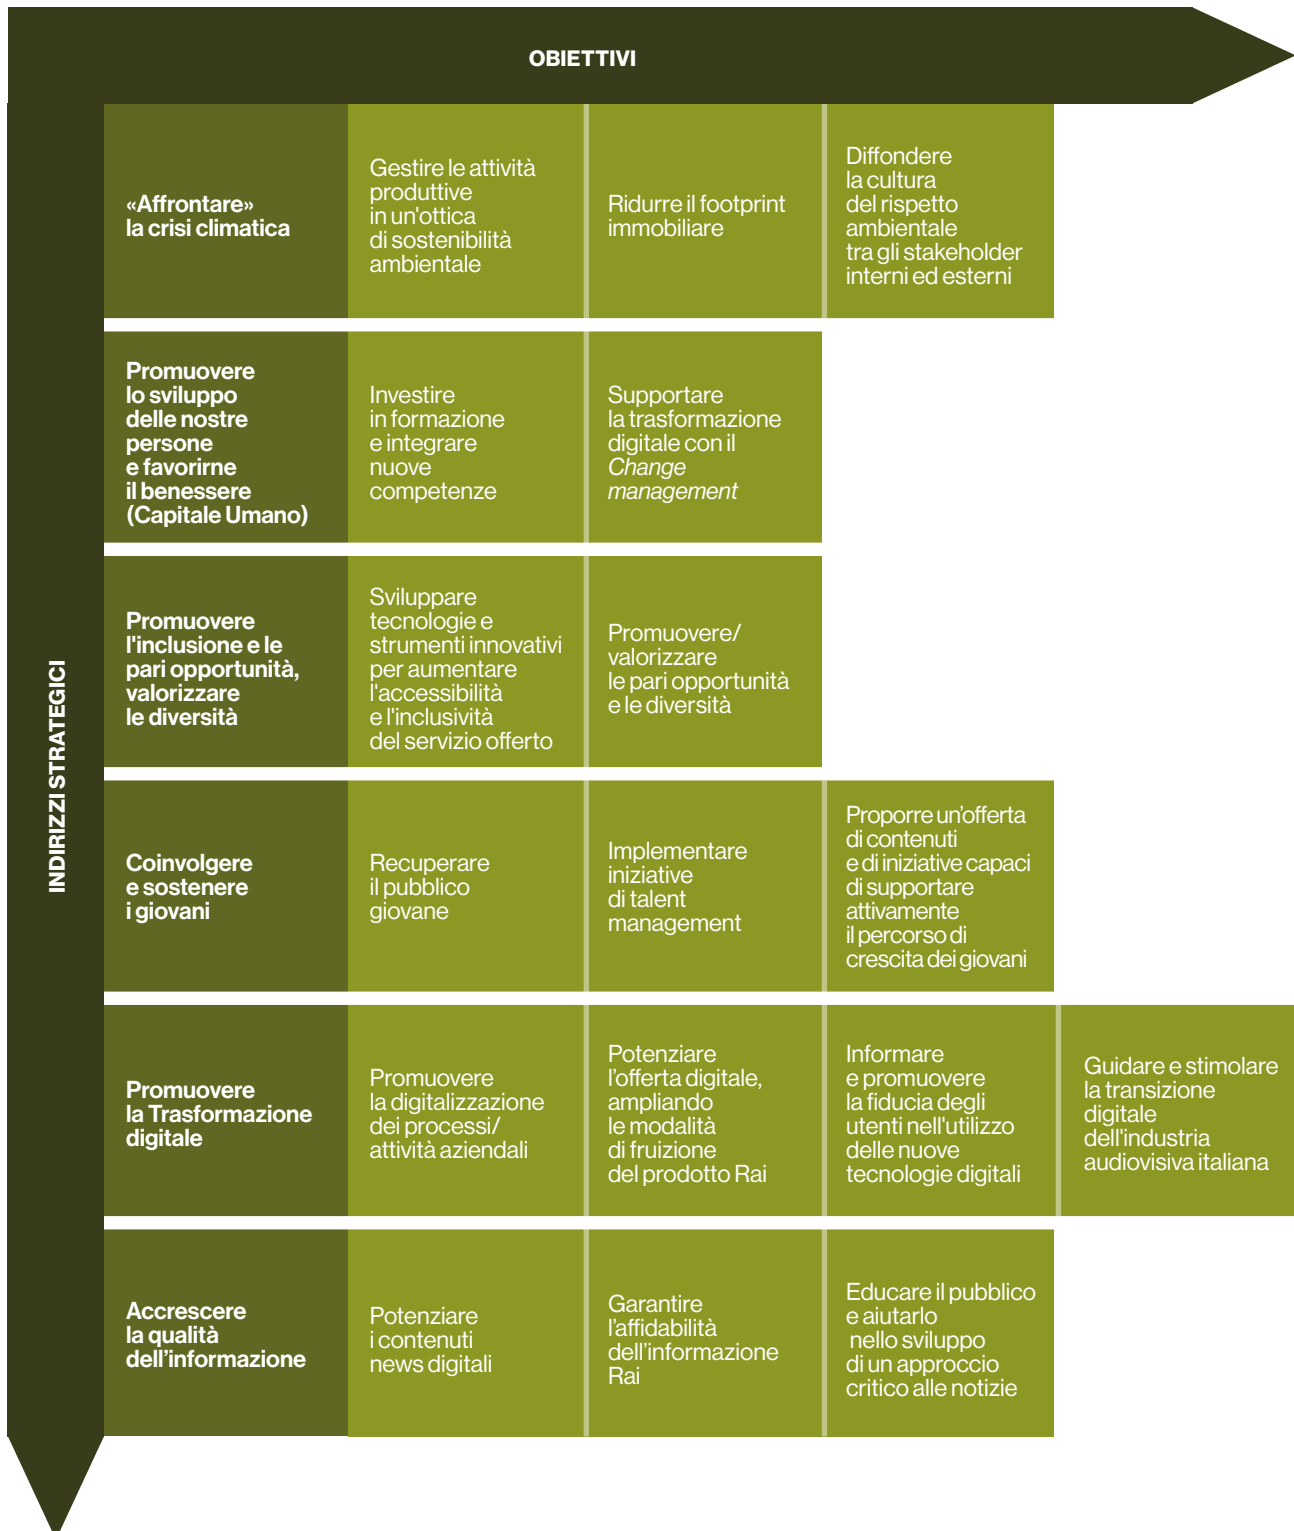 OBIETTIVI
INDIRIZZI STRATEGICI
«Affrontare»
la crisi climatica
Gestire le attività
produttive
in un'ottica
di sostenibilità
ambientale
Ridurre il footprint
immobiliare
Diffondere
la cultura
del rispetto
ambientale
tra gli stakeholder
interni ed esterni
Promuovere
lo sviluppo
delle nostre
persone
e favorirne
il benessere
(Capitale Umano)
Investire
in formazione
e integrare
nuove
competenze
Supportare
la trasformazione
digitale con il
Change
management
Promuovere
l'inclusione e le
pari opportunità,
valorizzare
le diversità
Sviluppare
tecnologie e
strumenti innovativi
per aumentare
l'accessibilità
e l'inclusività
del servizio offerto
Promuovere/
valorizzare
le pari opportunità
e le diversità
Coinvolgere
e sostenere
i giovani
Recuperare
il pubblico
giovane
Implementare
iniziative
di talent
management
Proporre un’offerta
di contenuti
e di iniziative capaci
di supportare
attivamente
il percorso di
crescita dei giovani
Promuovere
la Trasformazione
digitale
Promuovere
la digitalizzazione
dei processi/
attività aziendali
Potenziare
l’offerta digitale,
ampliando
le modalità
di fruizione
del prodotto Rai
Informare
e promuovere
la fiducia degli
utenti nell'utilizzo
delle nuove
tecnologie digitali
Guidare e stimolare
la transizione
digitale
dell'industria
audiovisiva italiana
Accrescere
la qualità
dell’informazione
Potenziare
i contenuti
news digitali
Garantire
l’affidabilità
dell’informazione
Rai
Educare il pubblico
e aiutarlo
nello sviluppo
di un approccio
critico alle notizie